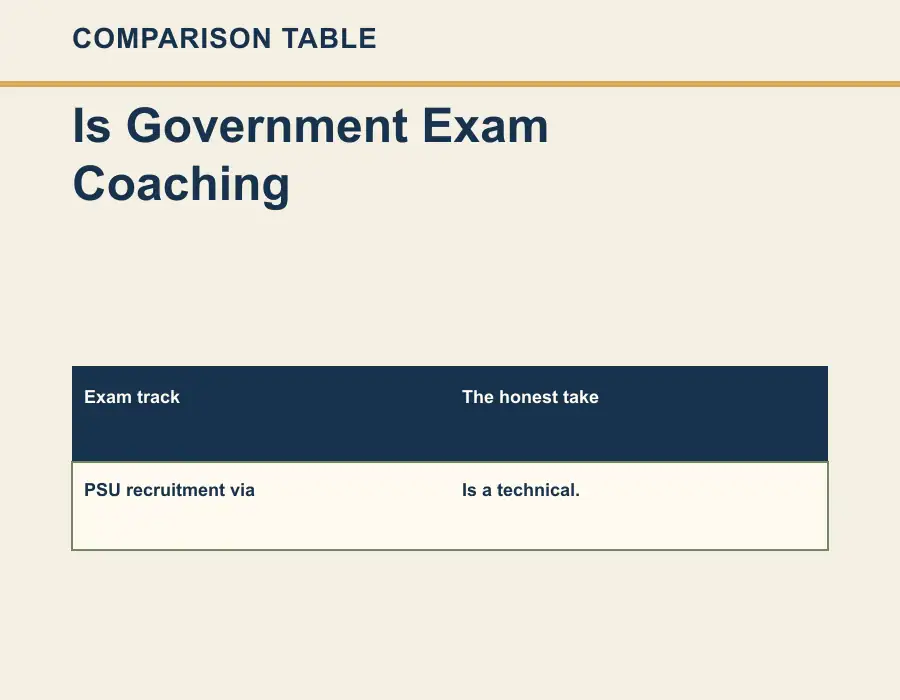 COMPARISON TABLE
Is Government Exam
Coaching
Exam track The honest take
PSU recruitment via Is a technical.